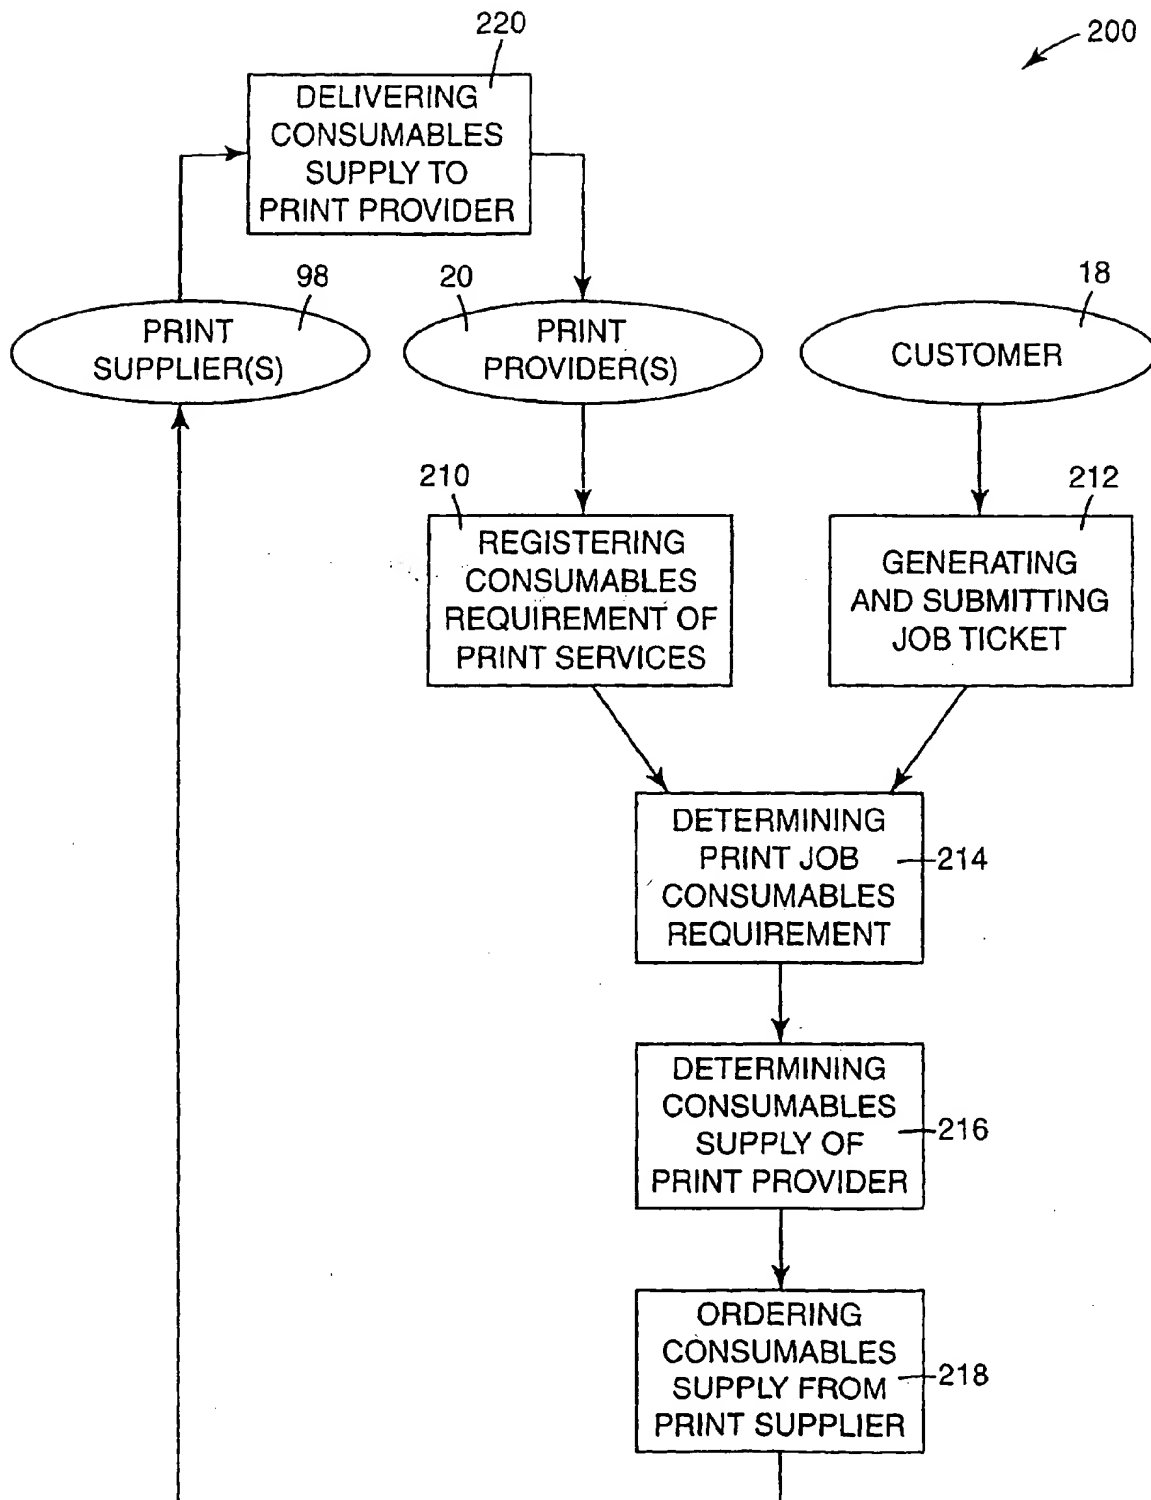 220
200
DELIVERING
CONSUMABLES
SUPPLY TO
PRINT PROVIDER
98
20
18
PRINT
SUPPLIER(S)
PRINT
PROVIDER(S)
CUSTOMER
210
212
REGISTERING
CONSUMABLES
REQUIREMENT OF
PRINT SERVICES
GENERATING
AND SUBMITTING
JOB TICKET
DETERMINING
PRINT JOB
CONSUMABLES
REQUIREMENT
214
DETERMINING
CONSUMABLES
SUPPLY OF
PRINT PROVIDER
216
ORDERING
CONSUMABLES
SUPPLY FROM
PRINT SUPPLIER
218